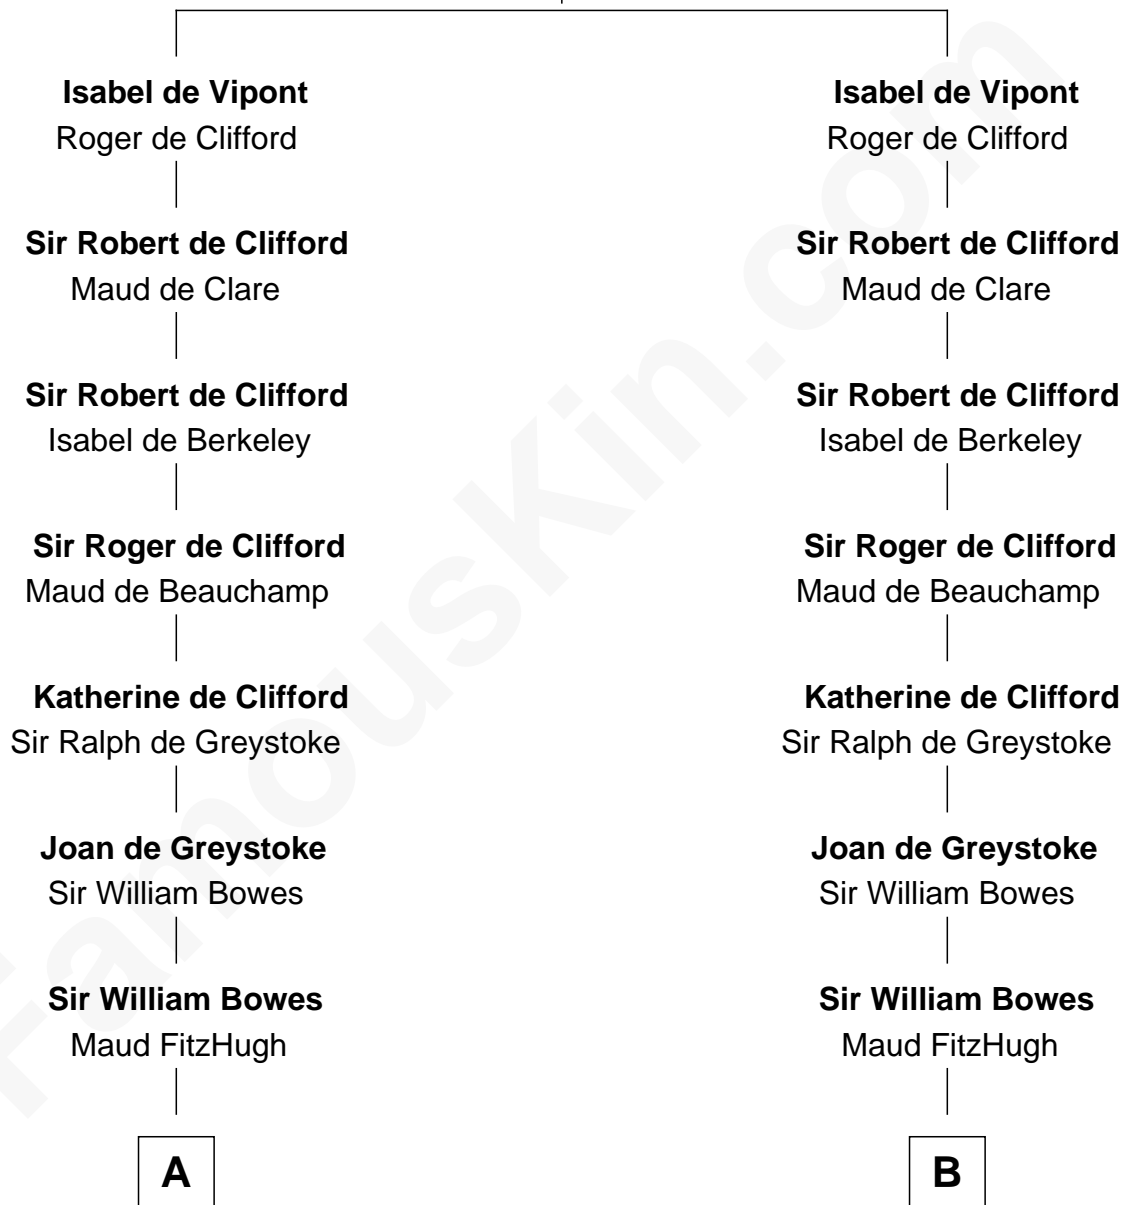 Isabel de Vipont
Roger de Clifford
Sir Robert de Clifford
Maud de Clare
Sir Robert de Clifford
Isabel de Berkeley
Sir Roger de Clifford
Maud de Beauchamp
Katherine de Clifford
Sir Ralph de Greystoke
Joan de Greystoke
Sir William Bowes
Sir William Bowes
Maud FitzHugh
A
Isabel de Vipont
Roger de Clifford
Sir Robert de Clifford
Maud de Clare
Sir Robert de Clifford
Isabel de Berkeley
Sir Roger de Clifford
Maud de Beauchamp
Katherine de Clifford
Sir Ralph de Greystoke
Joan de Greystoke
Sir William Bowes
Sir William Bowes
Maud FitzHugh
B
FamousKin.com